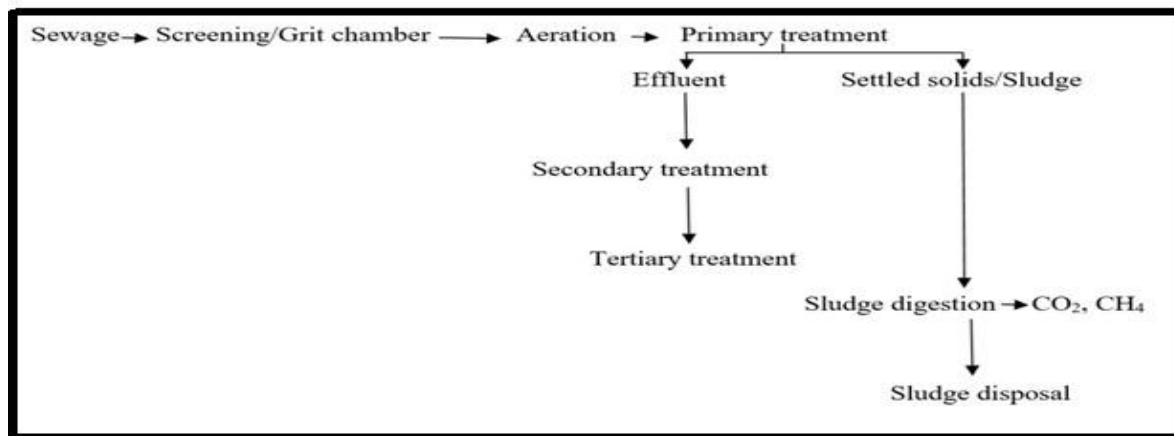 Sewage → Screening/Grit chamber → Aeration → Primary treatment
Effluent Settled solids/Sludge
Secondary treatment
Tertiary treatment
Sludge digestion → CO₂, CH₄
Sludge disposal